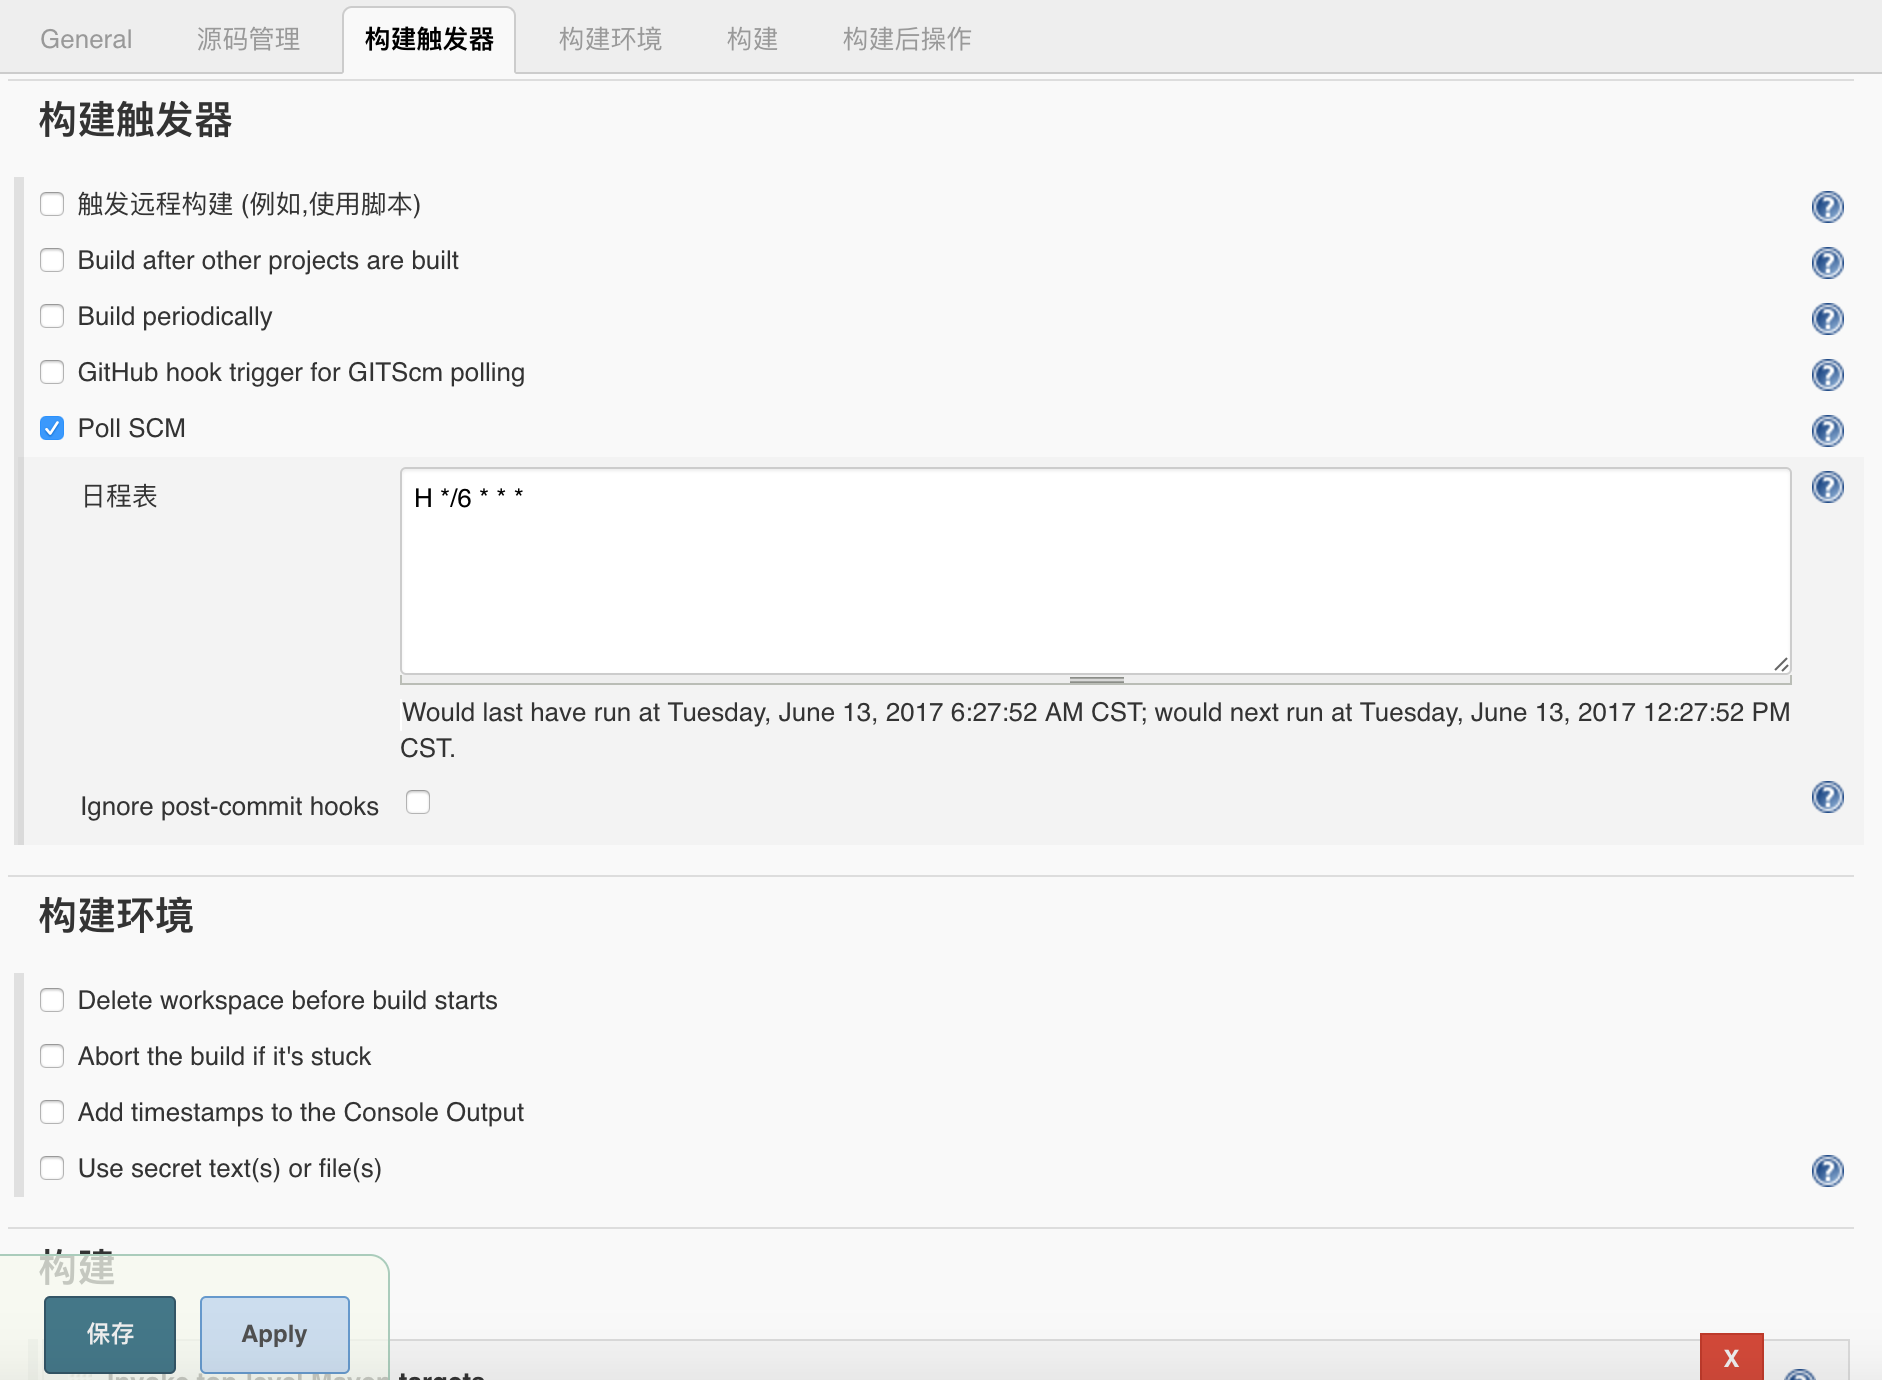 General 源码管理 构建触发器 构建环境 构建 构建后操作
构建触发器
触发远程构建 (例如,使用脚本)
Build after other projects are built
Build periodically
GitHub hook trigger for GITScm polling
Poll SCM
日程表 H */6 * * *
Would last have run at Tuesday, June 13, 2017 6:27:52 AM CST; would next run at Tuesday, June 13, 2017 12:27:52 PM
CST.
Ignore post-commit hooks
构建环境
Delete workspace before build starts
Abort the build if it's stuck
Add timestamps to the Console Output
Use secret text(s) or file(s)
构建
保存 Apply X
Invoke top-level Maven targets